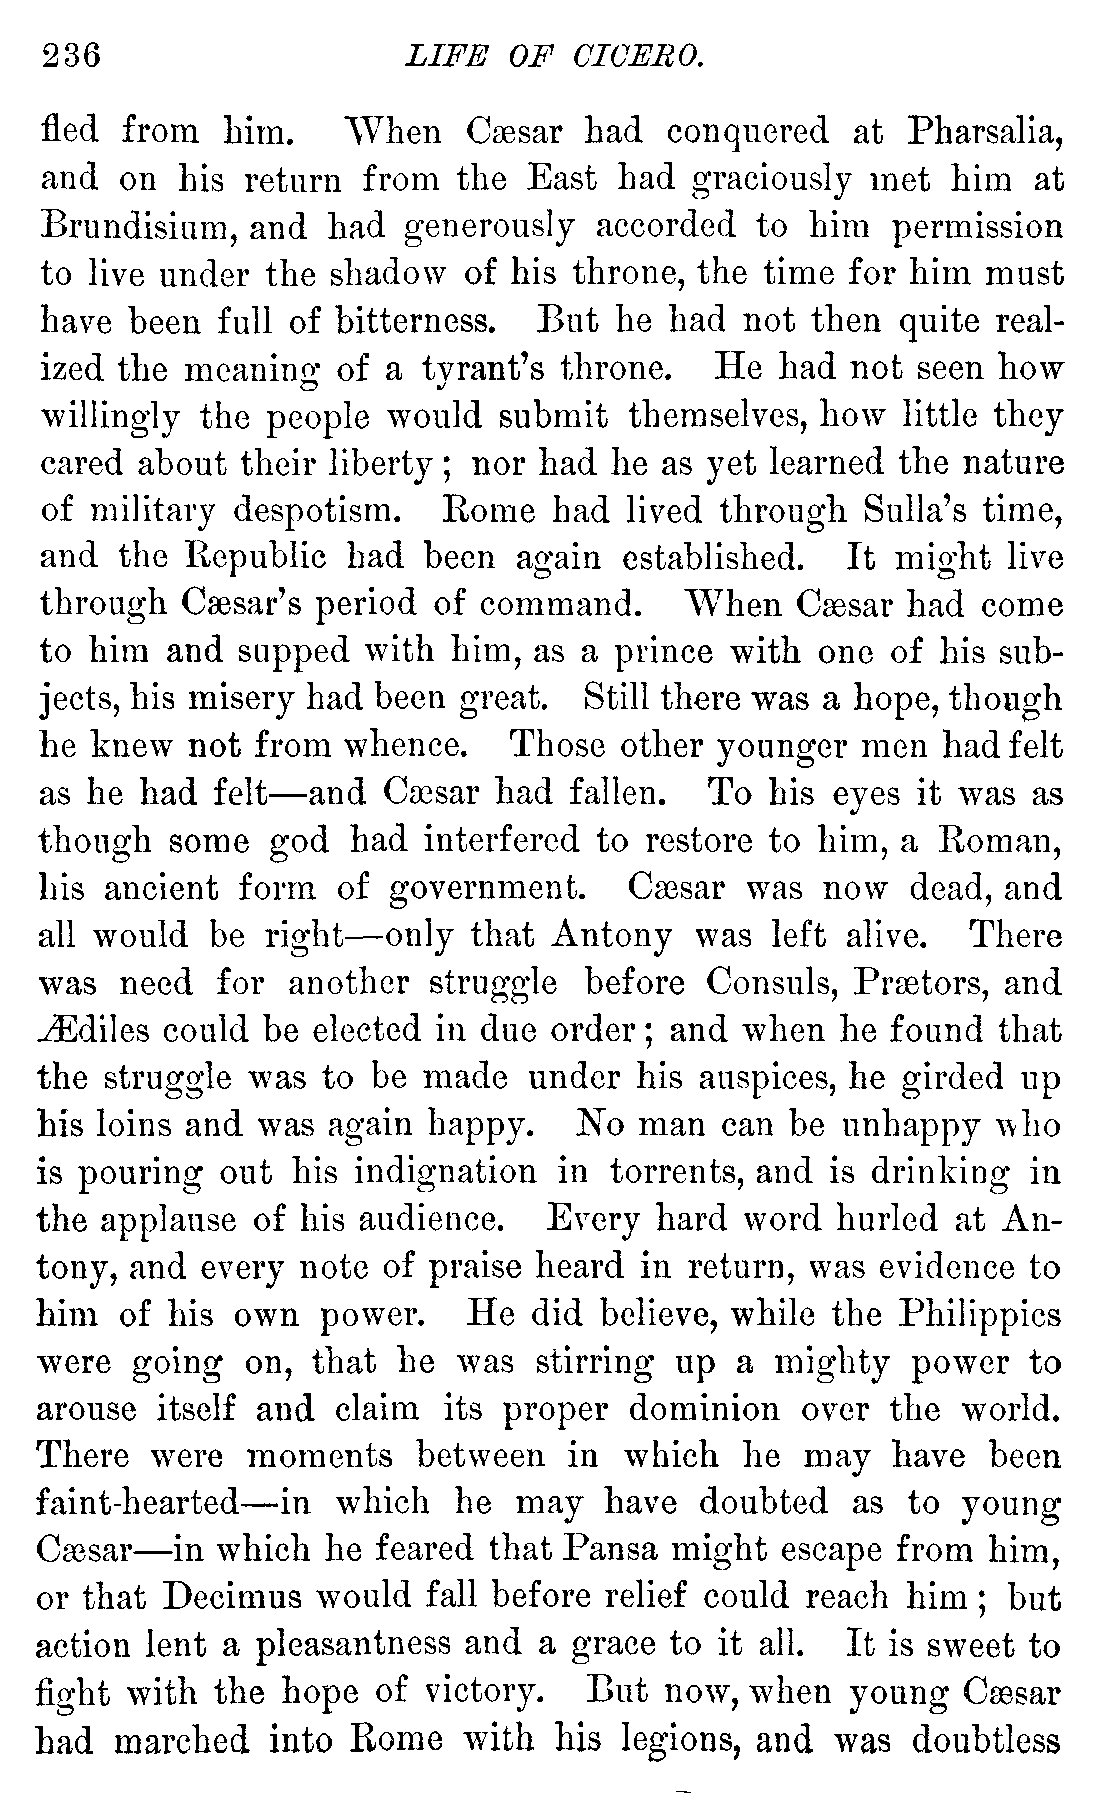 236 LIFE OF CICERO.
fled from him. When Cæsar had conquered at Pharsalia,
and on his return from the East had graciously met him at
Brundisium, and had generously accorded to him permission
to live under the shadow of his throne, the time for him must
have been full of bitterness. But he had not then quite real-
ized the meaning of a tyrant's throne. He had not seen how
willingly the people would submit themselves, how little they
cared about their liberty; nor had he as yet learned the nature
of military despotism. Rome had lived through Sulla's time,
and the Republic had been again established. It might live
through Cæsar's period of command. When Cæsar had come
to him and supped with him, as a prince with one of his sub-
jects, his misery had been great. Still there was a hope, though
he knew not from whence. Those other younger men had felt
as he had felt—and Cæsar had fallen. To his eyes it was as
though some god had interfered to restore to him, a Roman,
his ancient form of government. Cæsar was now dead, and
all would be right—only that Antony was left alive. There
was need for another struggle before Consuls, Prætors, and
Ædiles could be elected in due order; and when he found that
the struggle was to be made under his auspices, he girded up
his loins and was again happy. No man can be unhappy who
is pouring out his indignation in torrents, and is drinking in
the applause of his audience. Every hard word hurled at An-
tony, and every note of praise heard in return, was evidence to
him of his own power. He did believe, while the Philippics
were going on, that he was stirring up a mighty power to
arouse itself and claim its proper dominion over the world.
There were moments between in which he may have been
faint-hearted—in which he may have doubted as to young
Cæsar—in which he feared that Pansa might escape from him,
or that Decimus would fall before relief could reach him; but
action lent a pleasantness and a grace to it all. It is sweet to
fight with the hope of victory. But now, when young Cæsar
had marched into Rome with his legions, and was doubtless